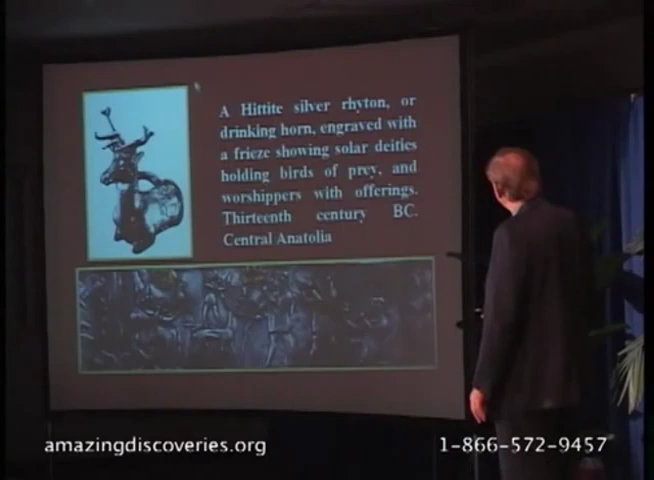 A Hittite silver rhyton, or
drinking horn, engraved with
a frieze showing solar deities
holding birds of prey, and
worshippers with offerings.
Thirteenth century BC.
Central Anatolia
amazingdiscoveries.org
1-866-572-9457